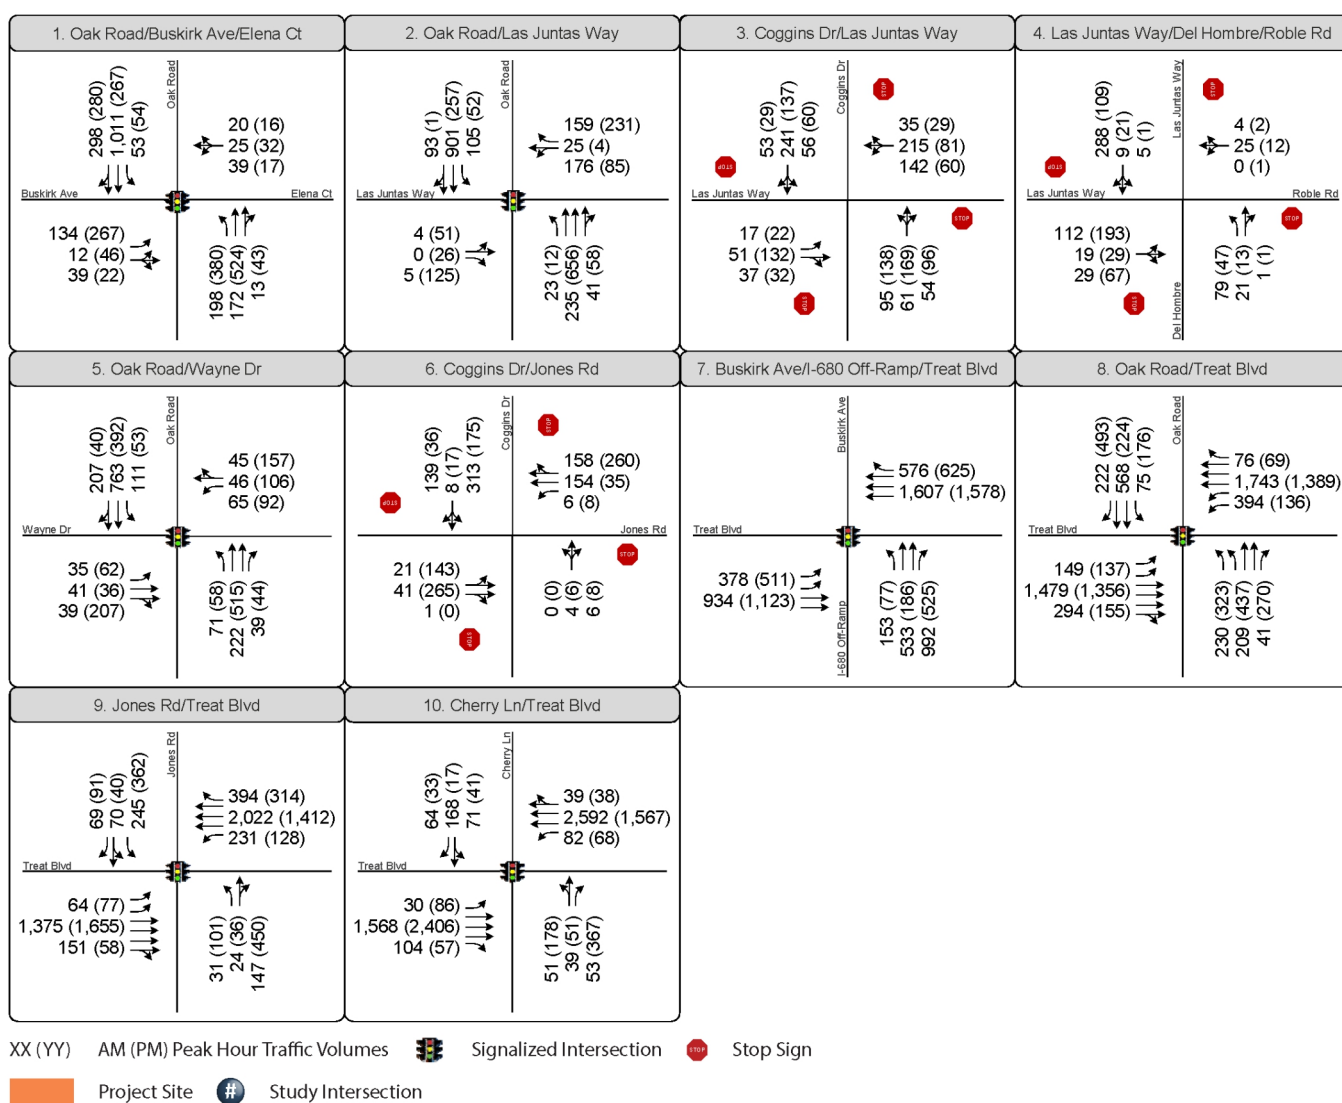 1. Oak Road/Buskirk Ave/Elena Ct
298 (280)
1,011 (267)
53 (54)
Oak Road
20 (16)
25 (32)
39 (17)
Buskirk Ave
Elena Ct
134 (267)
12 (46)
39 (22)
198 (380)
172 (524)
13 (43)
2. Oak Road/Las Juntas Way
93 (1)
901 (257)
105 (52)
Oak Road
159 (231)
25 (4)
176 (85)
Las Juntas Way
4 (51)
0 (26)
5 (125)
23 (12)
235 (656)
41 (58)
3. Coggins Dr/Las Juntas Way
53 (29)
241 (137)
56 (60)
Coggins Dr
STOP
35 (29)
215 (81)
142 (60)
STOP
Las Juntas Way
STOP
17 (22)
51 (132)
37 (32)
95 (138)
61 (169)
54 (96)
STOP
4. Las Juntas Way/Del Hombre/Roble Rd
288 (109)
9 (21)
5 (1)
Las Juntas Way
STOP
4 (2)
25 (12)
0 (1)
STOP
Las Juntas Way
Roble Rd
STOP
112 (193)
19 (29)
29 (67)
79 (47)
21 (13)
1 (1)
STOP
Del Hombre
5. Oak Road/Wayne Dr
207 (40)
763 (392)
111 (53)
Oak Road
45 (157)
46 (106)
65 (92)
Wayne Dr
35 (62)
41 (36)
39 (207)
71 (58)
222 (515)
39 (44)
6. Coggins Dr/Jones Rd
139 (36)
8 (17)
313 (175)
Coggins Dr
STOP
158 (260)
154 (35)
6 (8)
STOP
Jones Rd
STOP
21 (143)
41 (265)
1 (0)
0 (0)
4 (6)
6 (8)
STOP
7. Buskirk Ave/I-680 Off-Ramp/Treat Blvd
Buskirk Ave
576 (625)
1,607 (1,578)
Treat Blvd
378 (511)
934 (1,123)
153 (77)
533 (186)
992 (525)
I-680 Off-Ramp
8. Oak Road/Treat Blvd
222 (493)
568 (224)
75 (176)
Oak Road
76 (69)
1,743 (1,389)
394 (136)
Treat Blvd
149 (137)
1,479 (1,356)
294 (155)
230 (323)
209 (437)
41 (270)
9. Jones Rd/Treat Blvd
69 (91)
70 (40)
245 (362)
Jones Rd
394 (314)
2,022 (1,412)
231 (128)
Treat Blvd
64 (77)
1,375 (1,655)
151 (58)
31 (101)
24 (36)
147 (450)
10. Cherry Ln/Treat Blvd
64 (33)
168 (17)
71 (41)
Cherry Ln
39 (38)
2,592 (1,567)
82 (68)
Treat Blvd
30 (86)
1,568 (2,406)
104 (57)
51 (178)
39 (51)
53 (367)
XX (YY) AM (PM) Peak Hour Traffic Volumes Signalized Intersection STOP Stop Sign
Project Site # Study Intersection